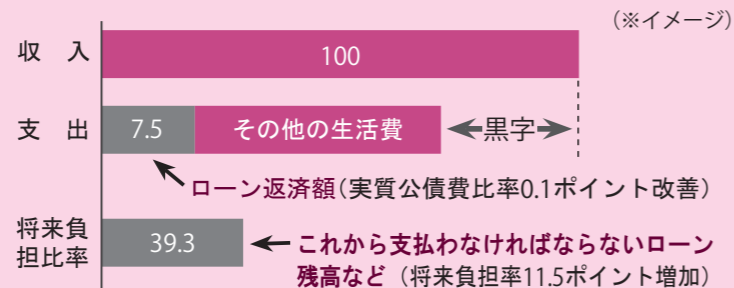 (※イメージ)
収 入 100
支 出 7.5 その他の生活費 黒字
ローン返済額(実質公債費比率0.1ポイント改善)
将来負
担比率
39.3
これから支払わなければならないローン
残高など(将来負担率11.5ポイント増加)